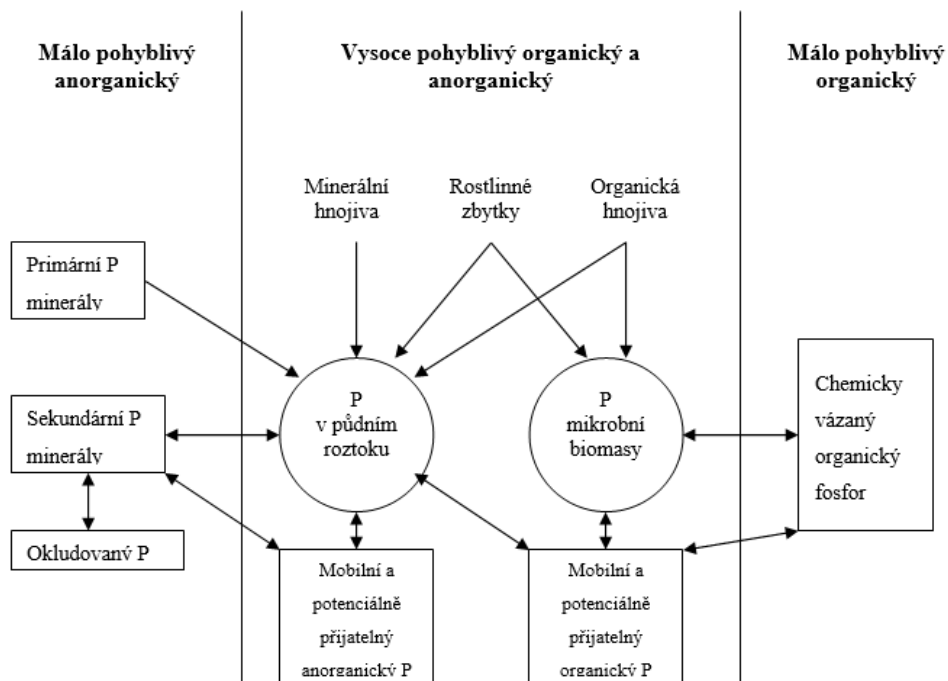 Málo pohyblivý
anorganický
Vysoce pohyblivý organický a
anorganický
Málo pohyblivý
organický
Minerální
hnojiva
Rostlinné
zbytky
Organická
hnojiva
Primární P
minerály
P
v půdním
roztoku
P
mikrobní
biomasy
Chemicky
vázaný
organický
fosfor
Sekundární P
minerály
Okludovaný P
Mobilní a
potenciálně
přijatelný
anorganický P
Mobilní a
potenciálně
přijatelný
organický P